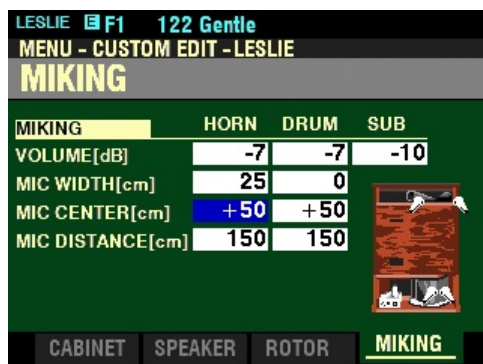 LESLIE E F1 122 Gentle
MENU - CUSTOM EDIT - LESLIE
MIKING
MIKING HORN DRUM SUB
VOLUME[dB] -7 -7 -10
MIC WIDTH[cm] 25 0
MIC CENTER[cm] +50 +50
MIC DISTANCE[cm] 150 150
CABINET SPEAKER ROTOR MIKING